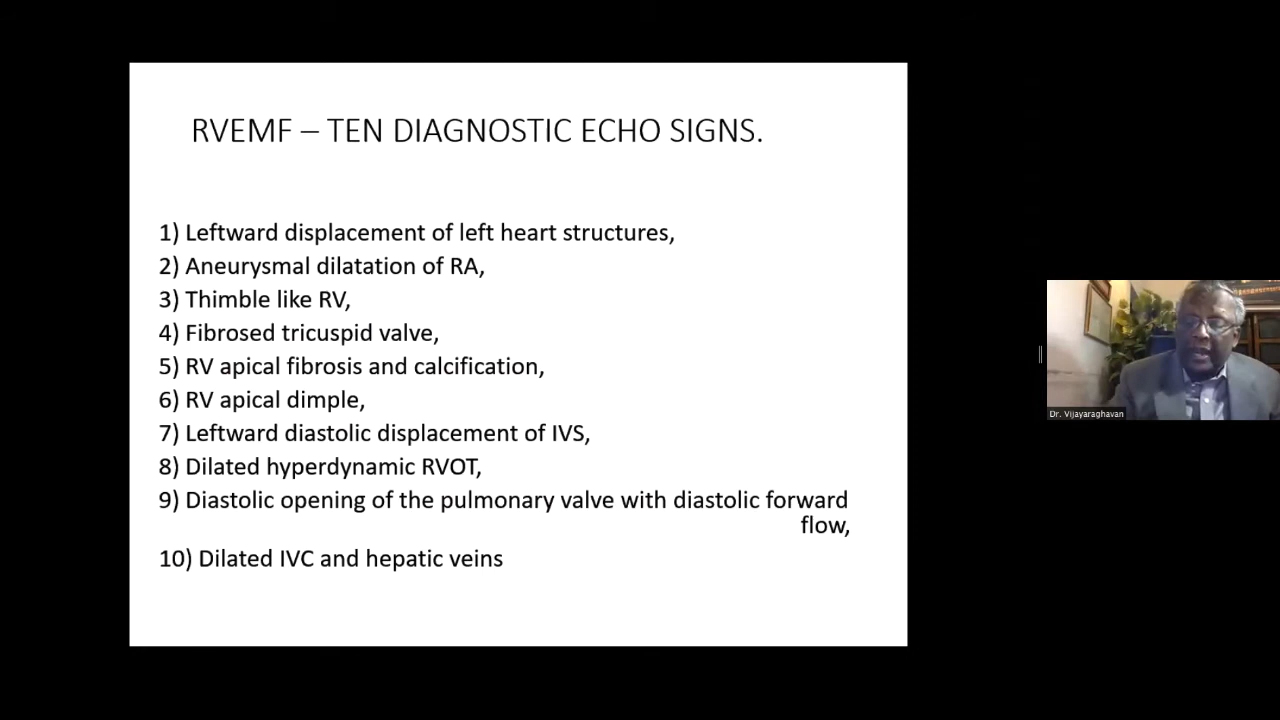 RVEMF – TEN DIAGNOSTIC ECHO SIGNS.
1) Leftward displacement of left heart structures,
2) Aneurysmal dilatation of RA,
3) Thimble like RV,
4) Fibrosed tricuspid valve,
5) RV apical fibrosis and calcification,
6) RV apical dimple,
7) Leftward diastolic displacement of IVS,
8) Dilated hyperdynamic RVOT,
9) Diastolic opening of the pulmonary valve with diastolic forward
flow,
10) Dilated IVC and hepatic veins
Dr. Vijayaraghavan